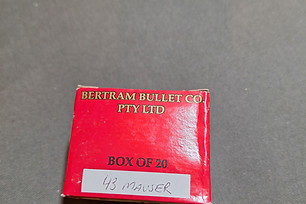 BERTRAM BULLET CO.
PTY LTD
BOX OF 20
43 MAUSER